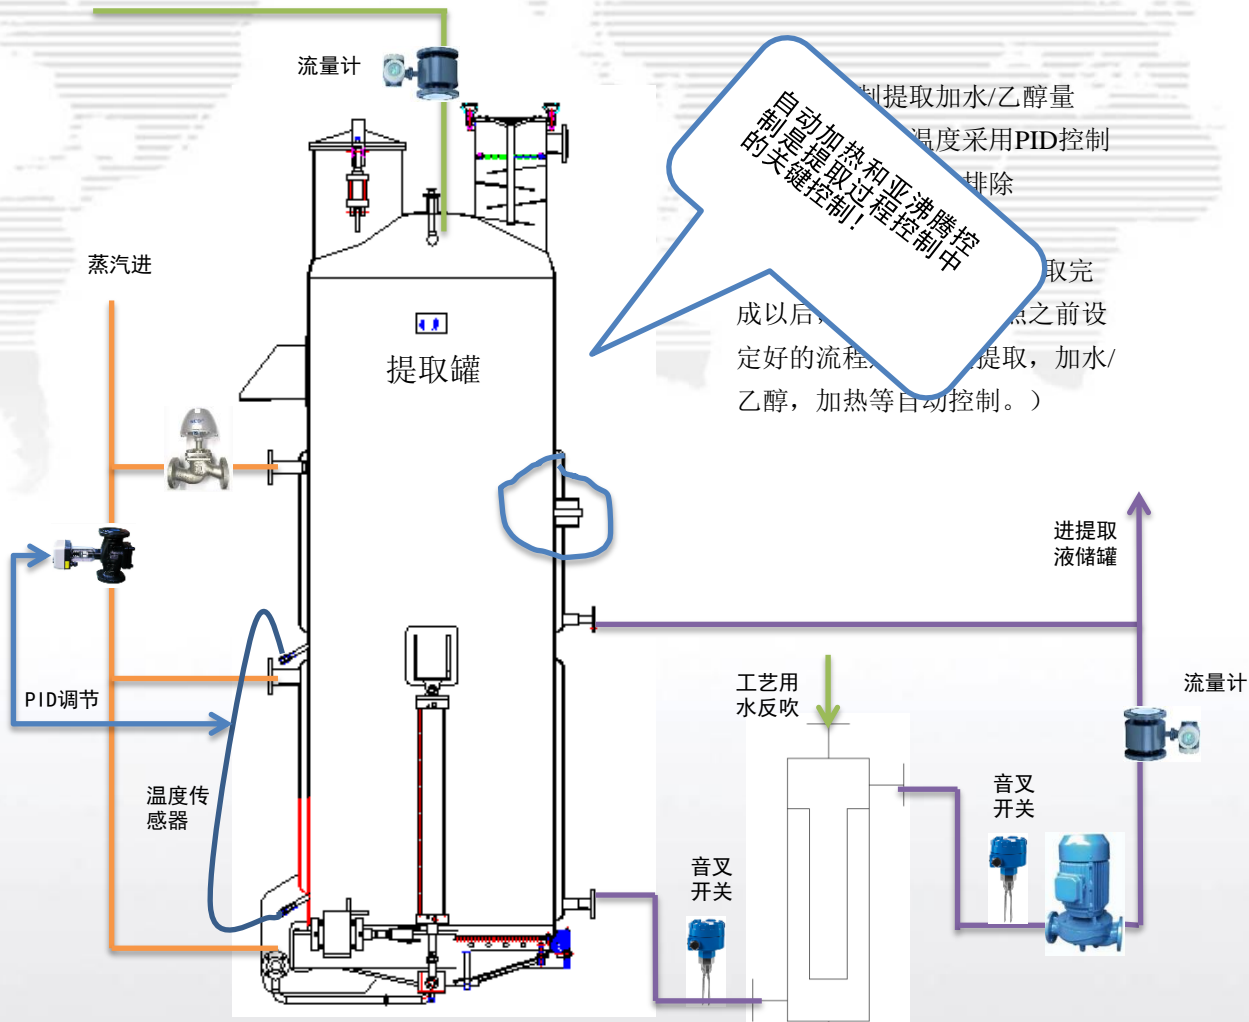 流量计
制提取加水/乙醇量
温度采用PID控制
排除
取完
成以后，
照之前设
定好的流程
提取，加水/
乙醇，加热等自动控制。）
自动加热和亚沸腾控
制是提取过程控制中
的关键控制！
蒸汽进
提取罐
进提取
液储罐
PID调节
工艺用
水反吹
流量计
温度传
感器
音叉
开关
音叉
开关